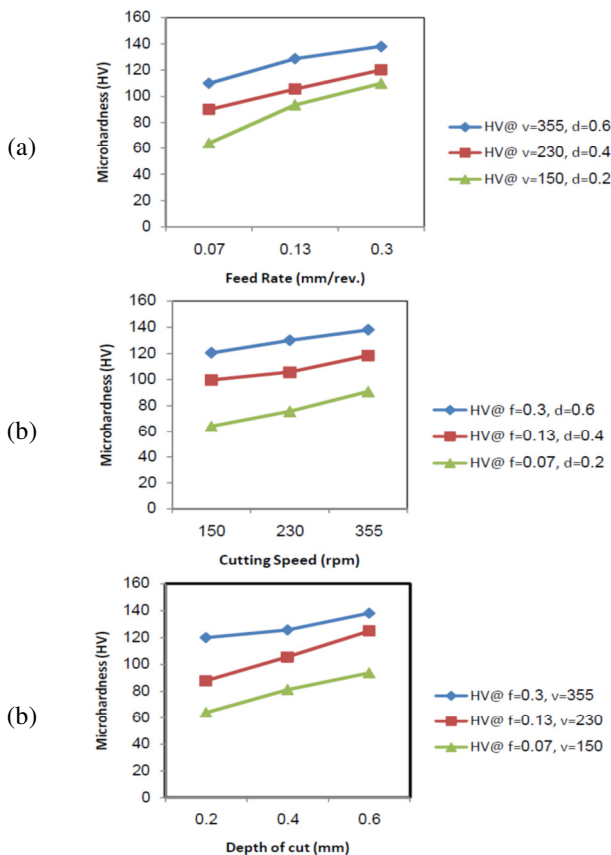 (a)
Microhardness (HV)
160
140
120
100
80
60
40
20
0
0.07 0.13 0.3
Feed Rate (mm/rev.)
HV@ v=355, d=0.6
HV@ v=230, d=0.4
HV@ v=150, d=0.2
(b)
Microhardness (HV)
160
140
120
100
80
60
40
20
0
150 230 355
Cutting Speed (rpm)
HV@ f=0.3, d=0.6
HV@ f=0.13, d=0.4
HV@ f=0.07, d=0.2
(b)
Microhardness (HV)
160
140
120
100
80
60
40
20
0
0.2 0.4 0.6
Depth of cut (mm)
HV@ f=0.3, v=355
HV@ f=0.13, v=230
HV@ f=0.07, v=150